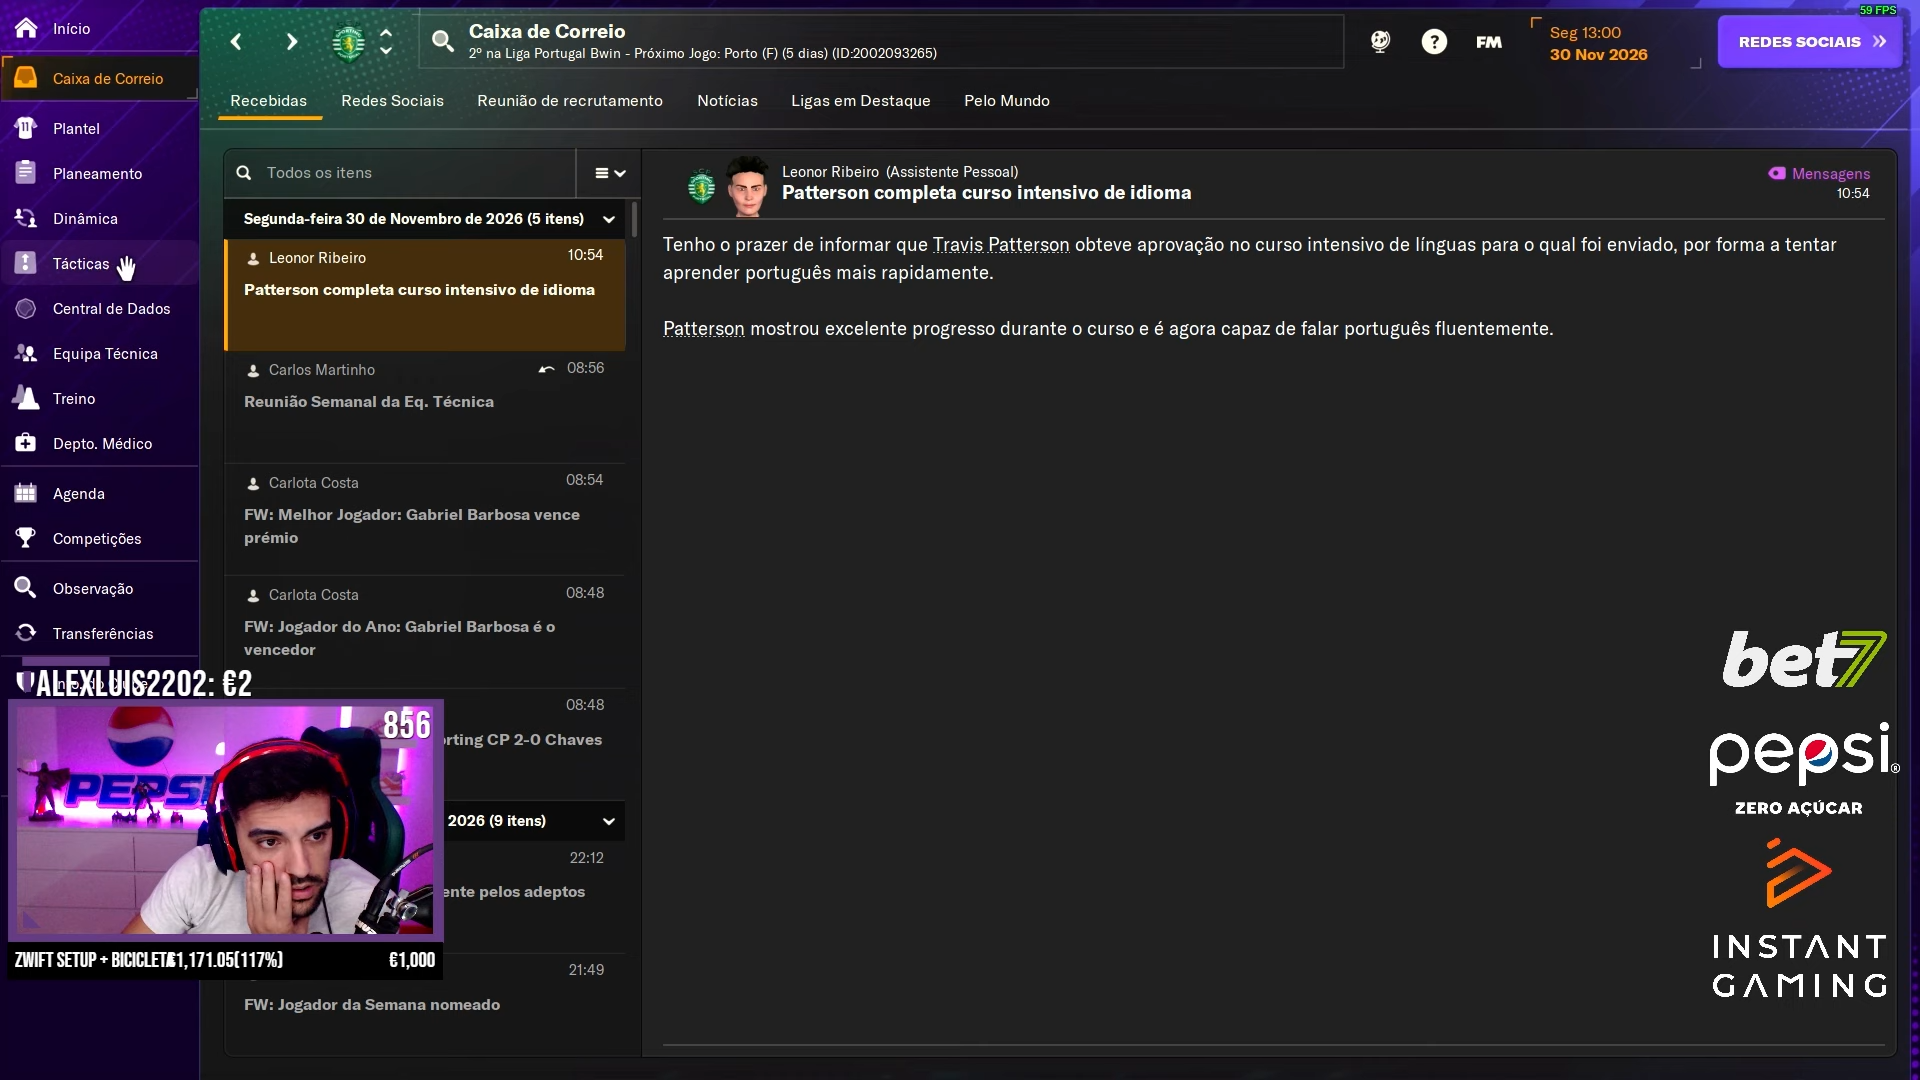 59 FPS
Início
Caixa de Correio
Plantel
Planeamento
Dinâmica
Tácticas
Central de Dados
Equipa Técnica
Treino
Depto. Médico
Agenda
Competições
Observação
Transferências
Caixa de Correio
2º na Liga Portugal Bwin - Próximo Jogo: Porto (F) (5 dias) (ID:2002093265)
FM
Seg 13:00
30 Nov 2026
REDES SOCIAIS
Recebidas
Redes Sociais
Reunião de recrutamento
Notícias
Ligas em Destaque
Pelo Mundo
Todos os itens
Segunda-feira 30 de Novembro de 2026 (5 itens)
Leonor Ribeiro 10:54
Patterson completa curso intensivo de idioma
Carlos Martinho 08:56
Reunião Semanal da Eq. Técnica
Carlota Costa 08:54
FW: Melhor Jogador: Gabriel Barbosa vence
prémio
Carlota Costa 08:48
FW: Jogador do Ano: Gabriel Barbosa é o
vencedor
08:48
orting CP 2-0 Chaves
2026 (9 itens)
22:12
ente pelos adeptos
21:49
FW: Jogador da Semana nomeado
Leonor Ribeiro (Assistente Pessoal)
Patterson completa curso intensivo de idioma
Mensagens
10:54
Tenho o prazer de informar que Travis Patterson obteve aprovação no curso intensivo de línguas para o qual foi enviado, por forma a tentar
aprender português mais rapidamente.
Patterson mostrou excelente progresso durante o curso e é agora capaz de falar português fluentemente.
ALEXLUIS2202: €2
856
PEPSI
ZWIFT SETUP + BICICLETA €1,171.05(117%) €1,000
bet7
pepsi®
ZERO AÇÚCAR
INSTANT
GAMING